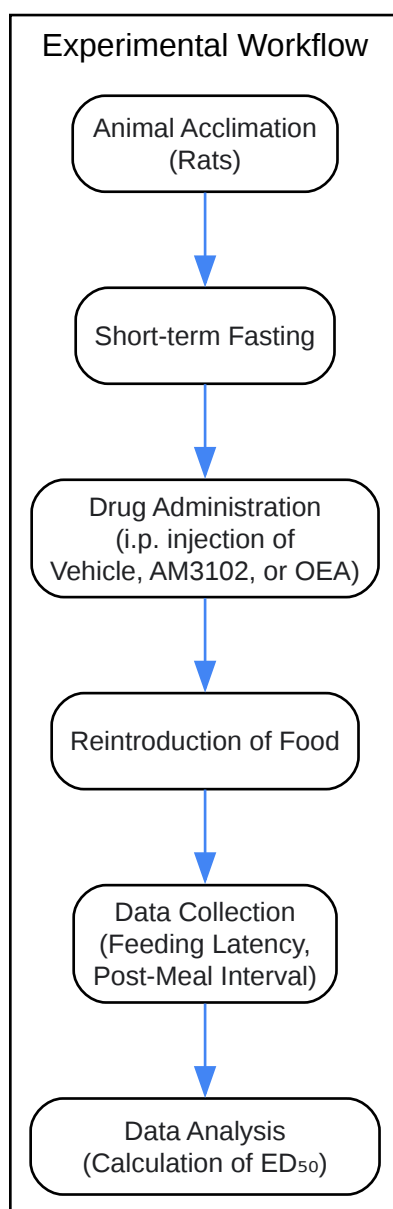 Experimental Workflow
Animal Acclimation
(Rats)
Short-term Fasting
Drug Administration
(i.p. injection of
Vehicle, AM3102, or OEA)
Reintroduction of Food
Data Collection
(Feeding Latency,
Post-Meal Interval)
Data Analysis
(Calculation of ED₅₀)